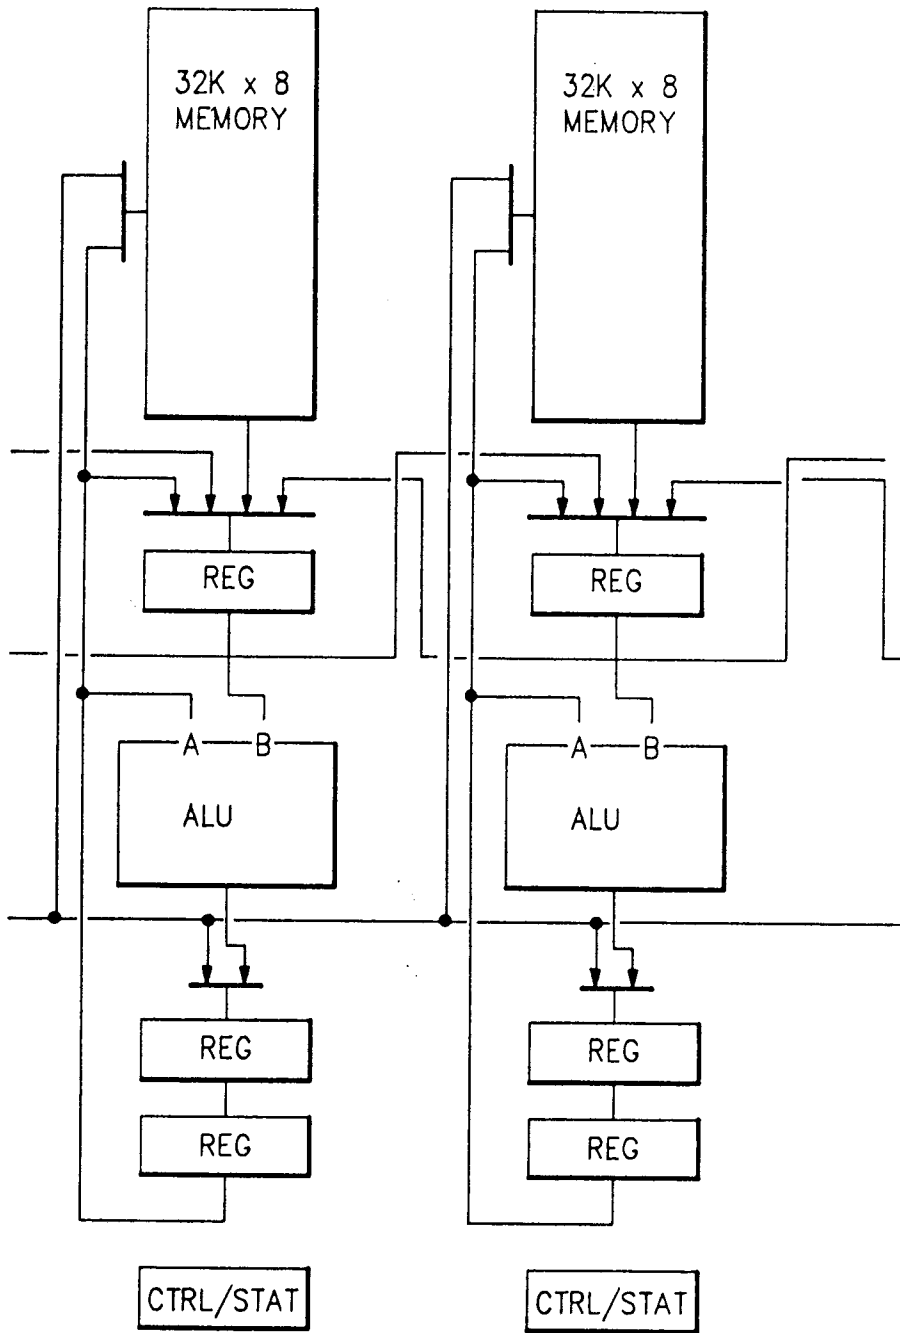 32K x 8
MEMORY
32K x 8
MEMORY
REG
REG
A
B
A
B
ALU
ALU
REG
REG
REG
REG
CTRL/STAT
CTRL/STAT